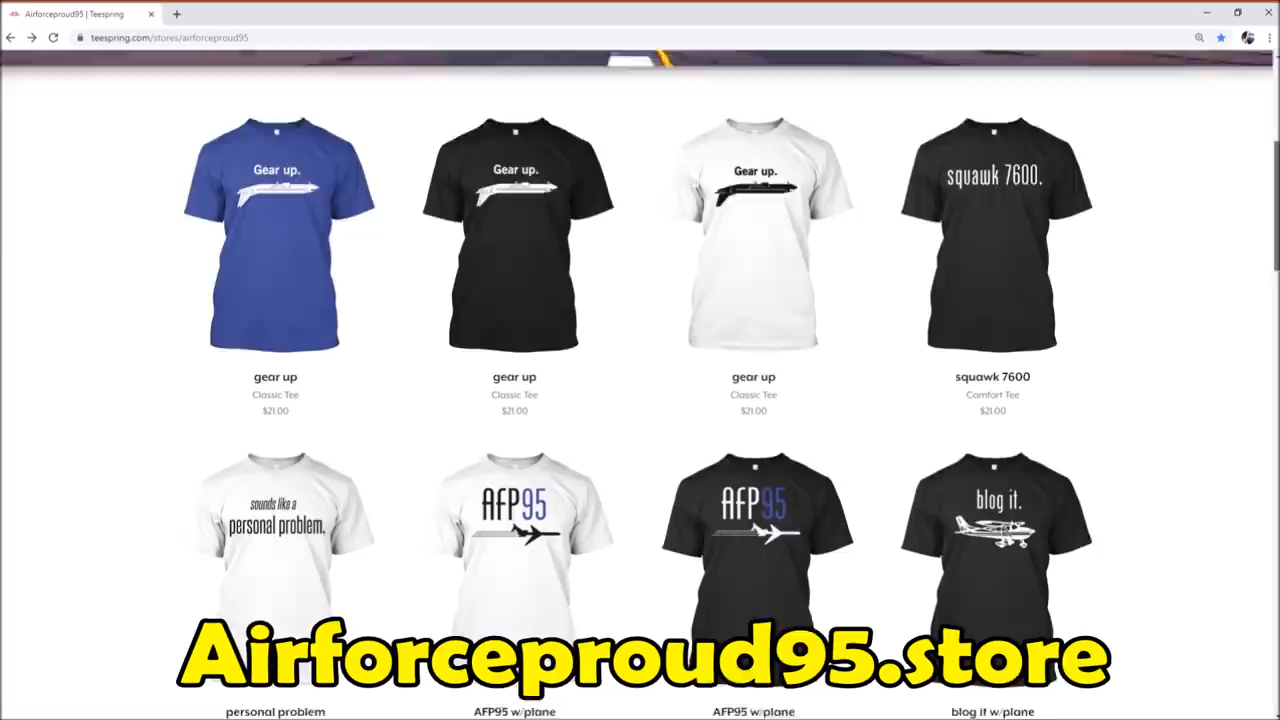 Airforceproud95 | Teespring
teespring.com/stores/airforceproud95
Gear up.
Gear up.
Gear up.
squawk 7600.
gear up
Classic Tee
$21.00
gear up
Classic Tee
$21.00
gear up
Classic Tee
$21.00
squawk 7600
Comfort Tee
$21.00
sounds like a
personal problem.
AFP95
AFP95
blog it.
Airforceproud95.store
personal problem
AFP95 w/plane
AFP95 w/plane
blog it w/plane